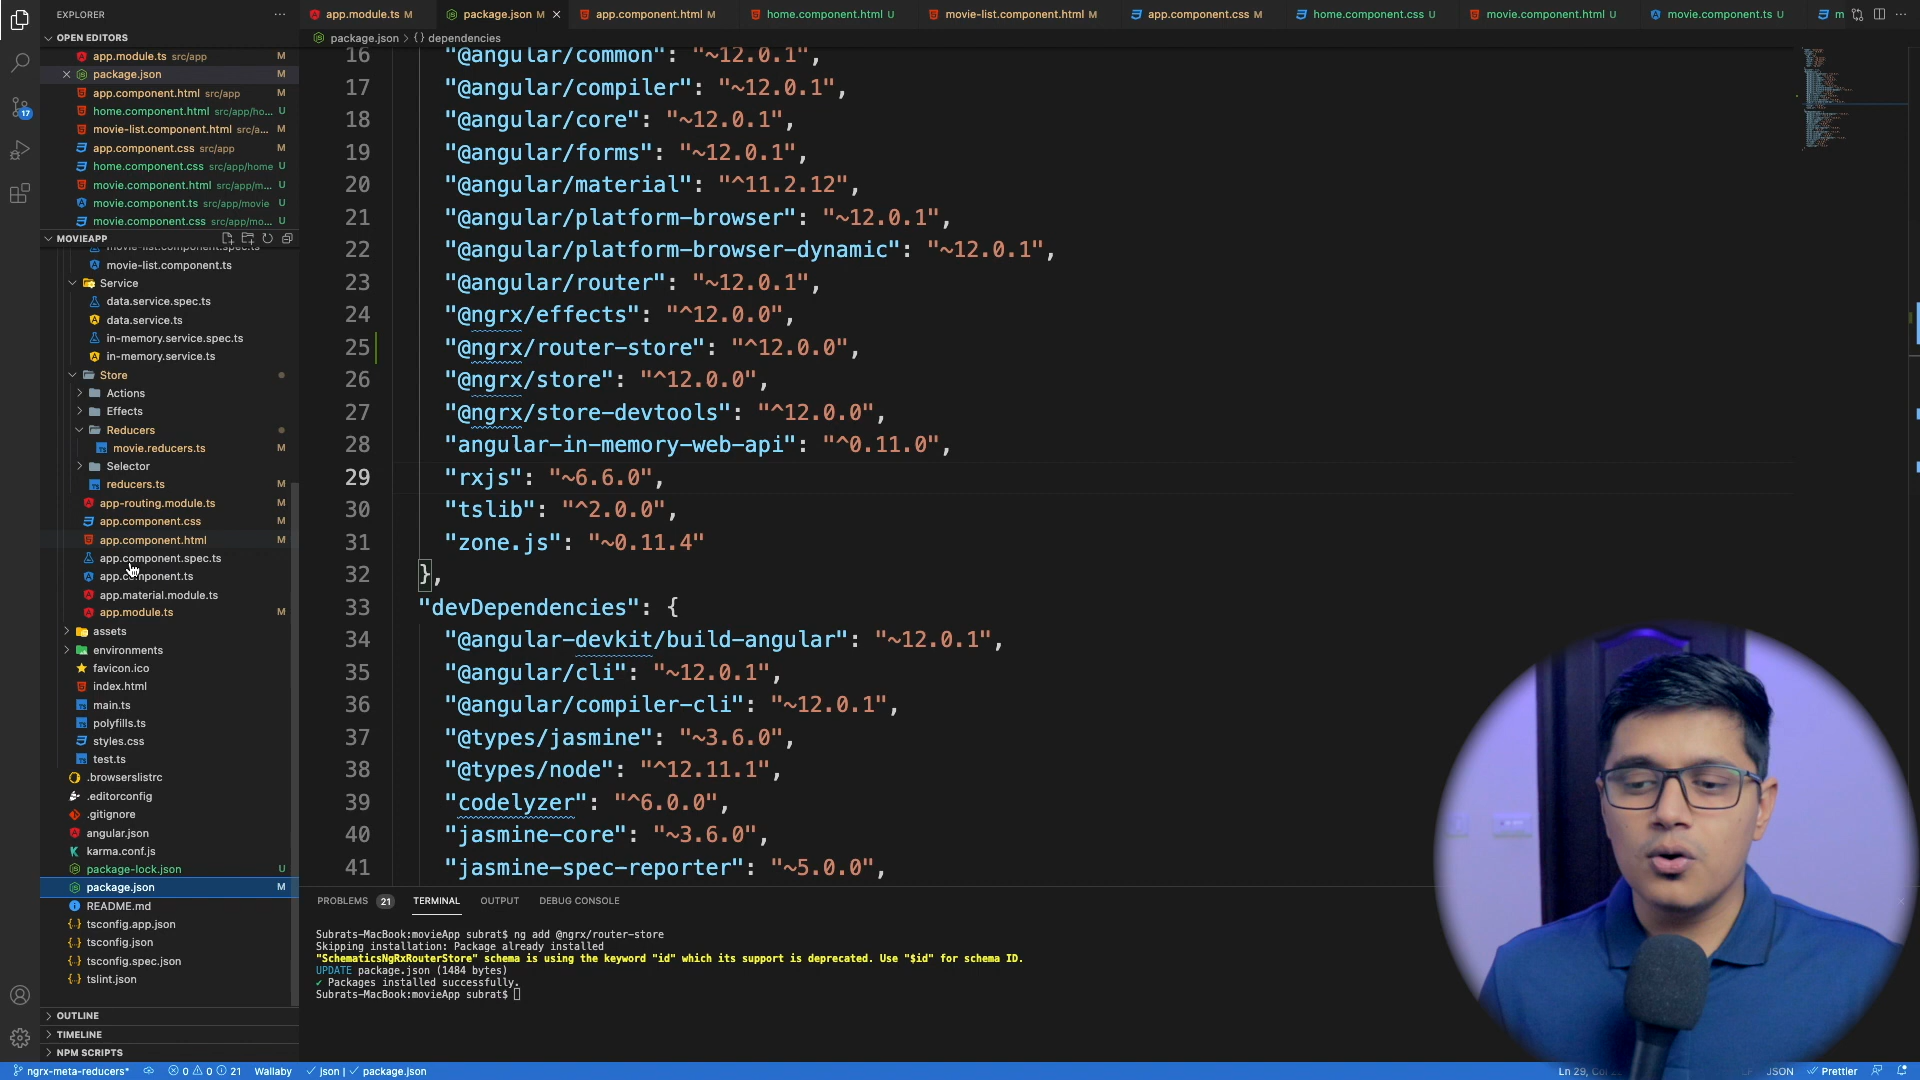 EXPLORER
OPEN EDITORS
app.module.ts src/app M
package.json M
app.component.html src/app M
home.component.html src/app/ho... U
movie-list.component.html src/a... M
app.component.css src/app M
home.component.css src/app/home U
movie.component.html src/app/m... U
movie.component.ts src/app/movie U
movie.component.css src/app/mo... U
MOVIEAPP
movie-list.component.spec.ts
movie-list.component.ts
Service
data.service.spec.ts
data.service.ts
in-memory.service.spec.ts
in-memory.service.ts
Store
Actions
Effects
Reducers
movie.reducers.ts M
Selector
reducers.ts M
app-routing.module.ts M
app.component.css M
app.component.html M
app.component.spec.ts
app.component.ts
app.material.module.ts
app.module.ts M
assets
environments
favicon.ico
index.html
main.ts
polyfills.ts
styles.css
test.ts
.browserslistrc
.editorconfig
.gitignore
angular.json
karma.conf.js
package-lock.json U
package.json M
README.md
tsconfig.app.json
tsconfig.json
tsconfig.spec.json
tslint.json
OUTLINE
TIMELINE
NPM SCRIPTS
17
app.module.ts M package.json M app.component.html M home.component.html U movie-list.component.html M app.component.css M home.component.css U movie.component.html U movie.component.ts U m
package.json > {} dependencies
16 "@angular/common": "~12.0.1",
17 "@angular/compiler": "~12.0.1",
18 "@angular/core": "~12.0.1",
19 "@angular/forms": "~12.0.1",
20 "@angular/material": "^11.2.12",
21 "@angular/platform-browser": "~12.0.1",
22 "@angular/platform-browser-dynamic": "~12.0.1",
23 "@angular/router": "~12.0.1",
24 "@ngrx/effects": "^12.0.0",
25 "@ngrx/router-store": "^12.0.0",
26 "@ngrx/store": "^12.0.0",
27 "@ngrx/store-devtools": "^12.0.0",
28 "angular-in-memory-web-api": "^0.11.0",
29 "rxjs": "~6.6.0",
30 "tslib": "^2.0.0",
31 "zone.js": "~0.11.4"
32 },
33 "devDependencies": {
34 "@angular-devkit/build-angular": "~12.0.1",
35 "@angular/cli": "~12.0.1",
36 "@angular/compiler-cli": "~12.0.1",
37 "@types/jasmine": "~3.6.0",
38 "@types/node": "^12.11.1",
39 "codelyzer": "^6.0.0",
40 "jasmine-core": "~3.6.0",
41 "jasmine-spec-reporter": "~5.0.0",
PROBLEMS 21 TERMINAL OUTPUT DEBUG CONSOLE
Subrats-MacBook:movieApp subrat$ ng add @ngrx/router-store
Skipping installation: Package already installed
"SchematicsNgRxRouterStore" schema is using the keyword "id" which its support is deprecated. Use "$id" for schema ID.
UPDATE package.json (1484 bytes)
✔ Packages installed successfully.
Subrats-MacBook:movieApp subrat$
ngrx-meta-reducers* 0 0 21 Wallaby ✓ json | ✓ package.json Ln 29, JSON Prettier